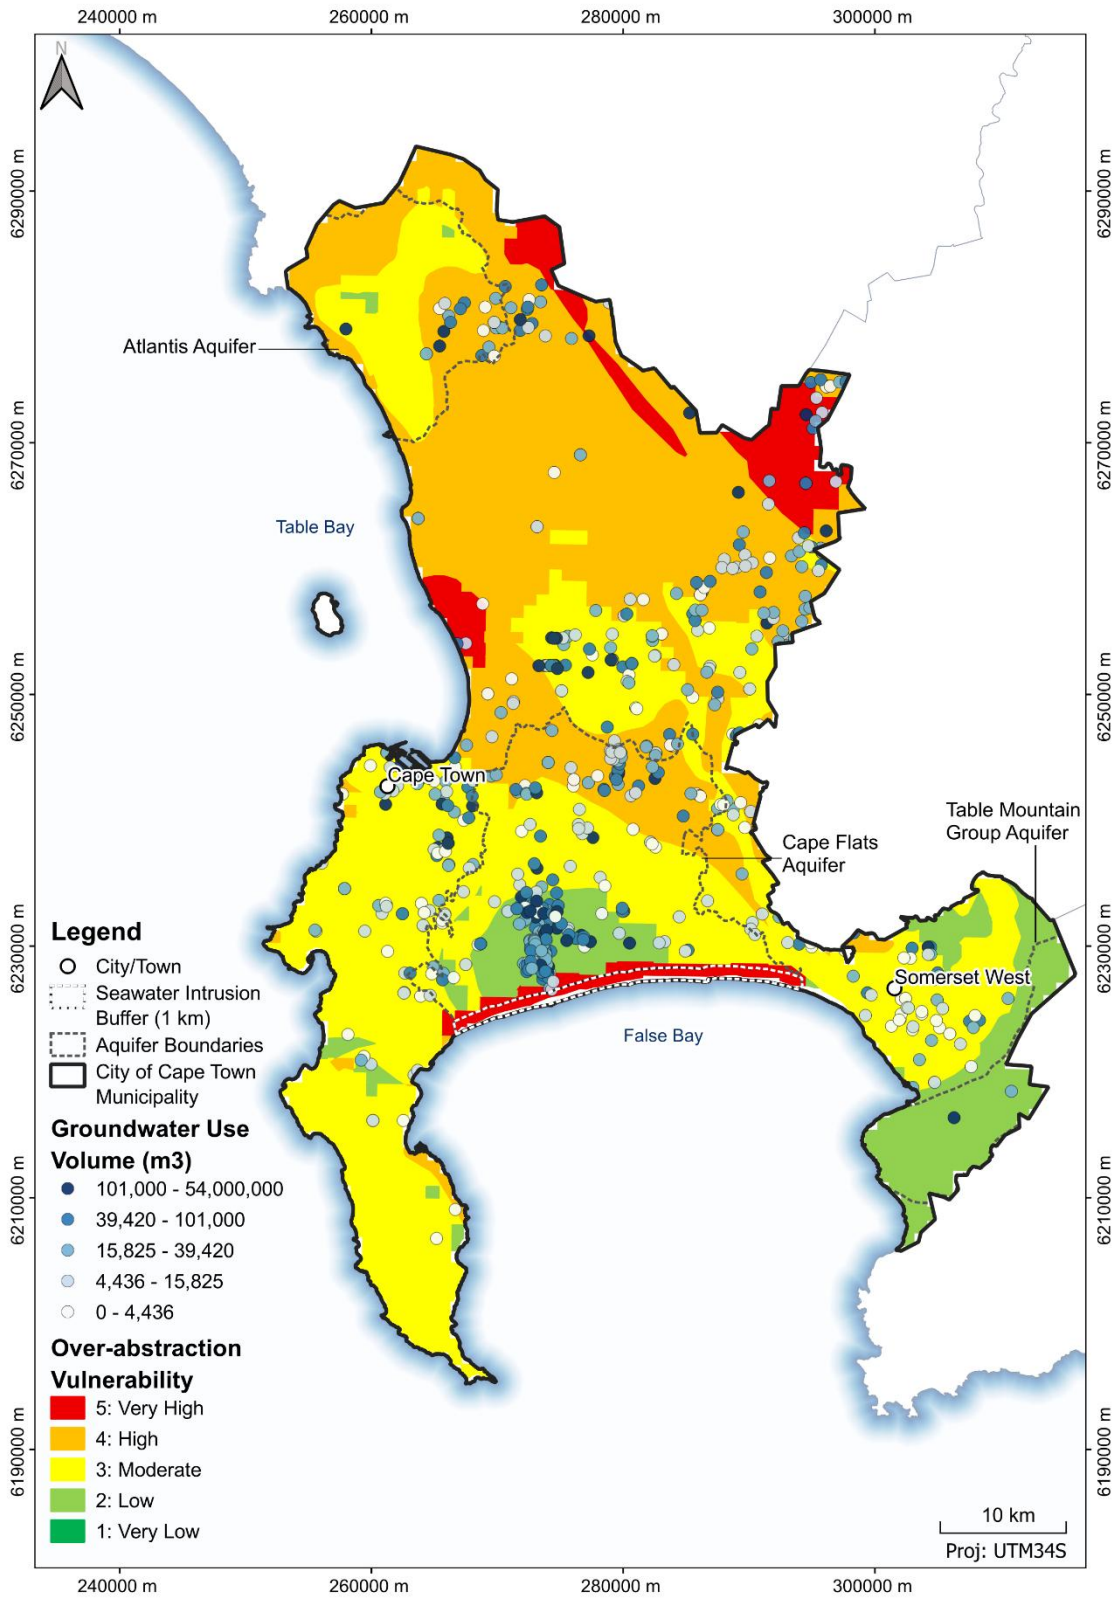 240000 m
260000 m
280000 m
300000 m
N
6290000 m
6290000 m
Atlantis Aquifer
6270000 m
6270000 m
Table Bay
6250000 m
6250000 m
Cape Town
Table Mountain
Group Aquifer
Cape Flats
Aquifer
6230000 m
6230000 m
Somerset West
False Bay
Legend
City/Town
Seawater Intrusion
Buffer (1 km)
Aquifer Boundaries
City of Cape Town
Municipality
Groundwater Use
Volume (m3)
101,000 - 54,000,000
39,420 - 101,000
15,825 - 39,420
4,436 - 15,825
0 - 4,436
Over-abstraction
Vulnerability
5: Very High
4: High
3: Moderate
2: Low
1: Very Low
6210000 m
6210000 m
6190000 m
6190000 m
10 km
Proj: UTM34S
240000 m
260000 m
280000 m
300000 m